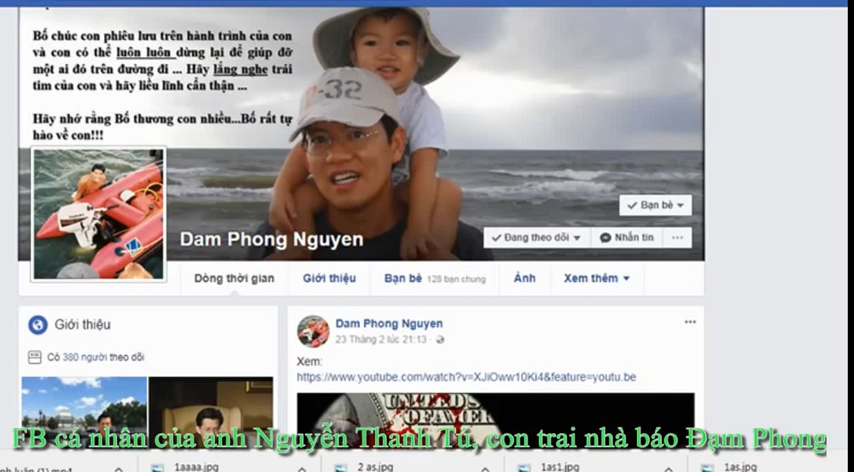 Bố chúc con phiêu lưu trên hành trình của con
và con có thể luôn luôn dừng lại để giúp đỡ
một ai đó trên đường đi ... Hãy lắng nghe trái
tim của con và hãy liều lĩnh cẩn thận ...
Hãy nhớ rằng Bố thương con nhiều...Bố rất tự
hào về con!!!
-32
Bạn bè
Dam Phong Nguyen
Đang theo dõi
Nhắn tin
Dòng thời gian
Giới thiệu
Bạn bè 128 bạn chung
Ảnh
Xem thêm
Giới thiệu
Có 380 người theo dõi
Dam Phong Nguyen
23 Tháng 2 lúc 21:13
Xem:
https://www.youtube.com/watch?v=XJiOww10Ki4&feature=youtu.be
UNITED S
OF AMER
FB cá nhân của anh Nguyễn Thanh Tú, con trai nhà báo Đạm Phong
luận (1).mp4
1aaaa.jpg
2 as.jpg
1as1.jpg
1as.jpg